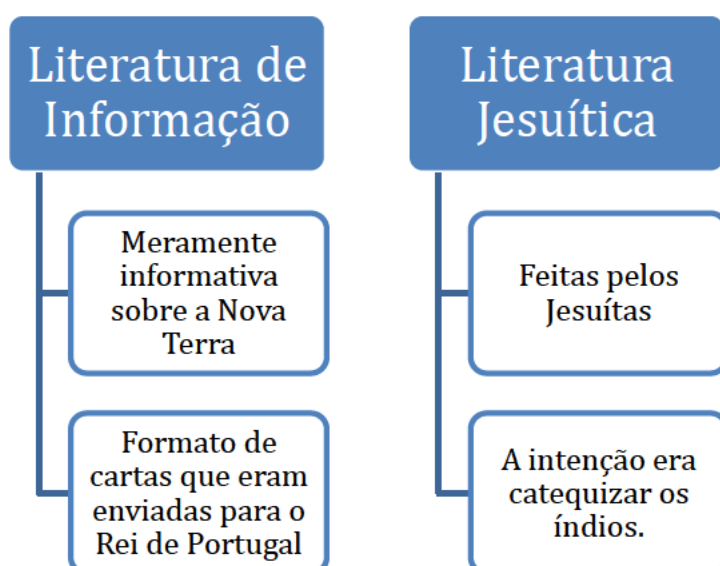 Literatura de
Informação
Meramente
informativa
sobre a Nova
Terra
Formato de
cartas que eram
enviadas para o
Rei de Portugal
Literatura
Jesuítica
Feitas pelos
Jesuítas
A intenção era
catequizar os
índios.